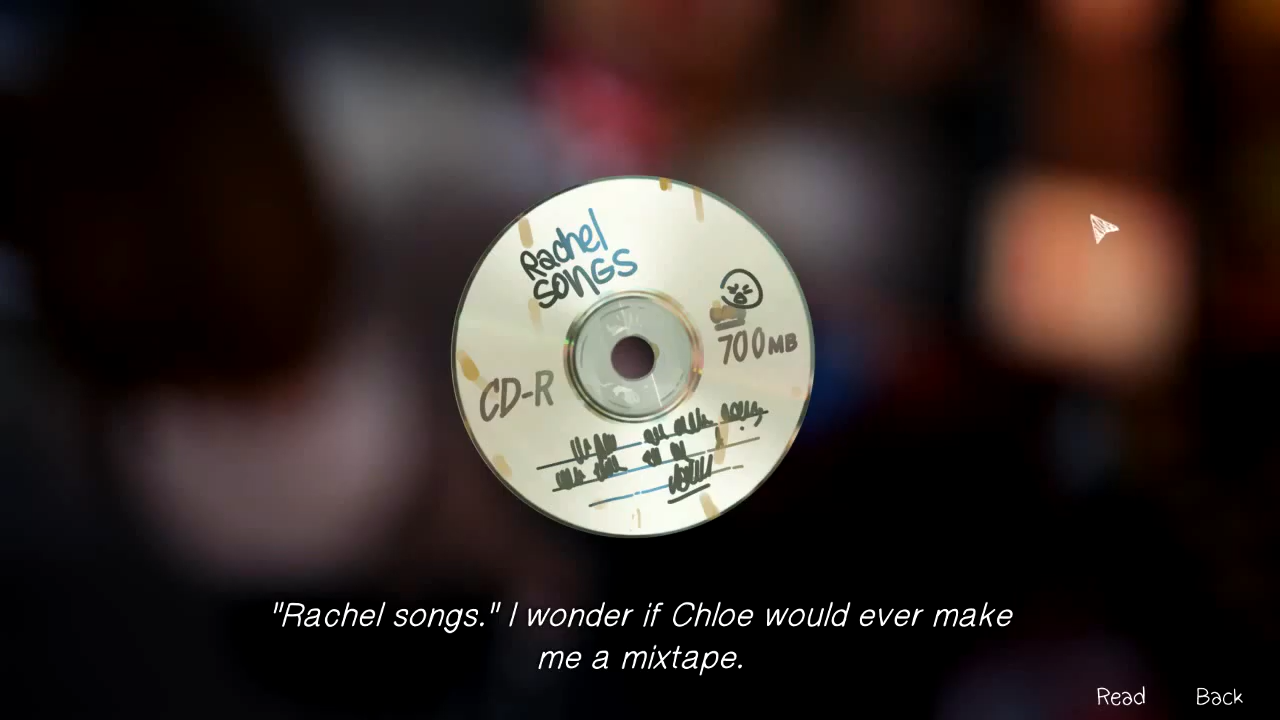 Rachel
SONGS
700MB
CD-R
"Rachel songs." I wonder if Chloe would ever make
me a mixtape.
Read Back